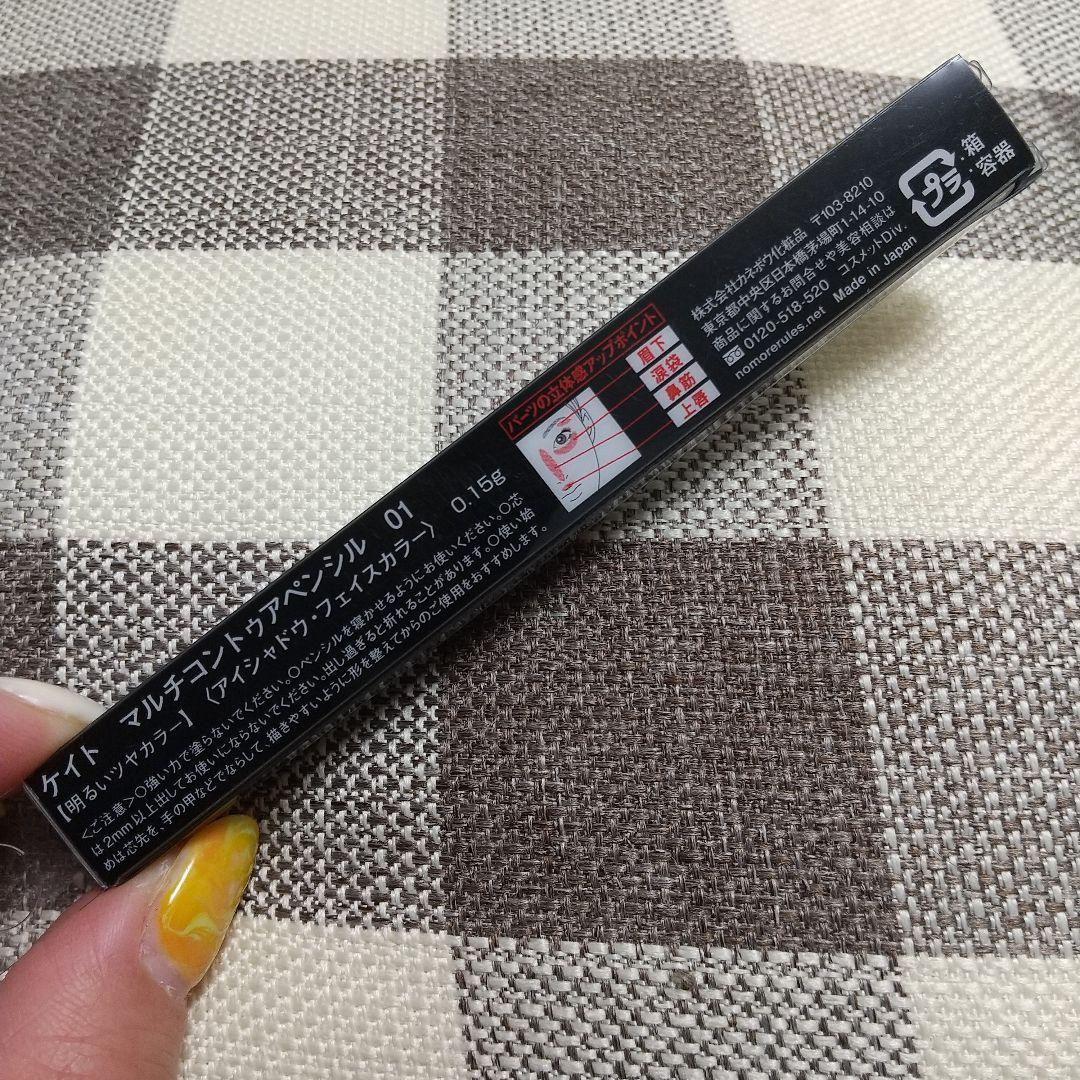 ケイト マルチコントゥアペンシル 01
【明るいツヤカラー】〈アイシャドウ・フェイスカラー〉 0.15g
<ご注意>○強い力で塗らないでください。○ペンシルを寝かせるようにお使いください。○芯
は2mm以上出してお使いにならないでください。出し過ぎると折れることがあります。○使い始
めは芯先を、手の甲などでならして、描きやすいように形を整えてからのご使用をおすすめします。
パーツの立体感アップポイント
眉下
涙袋
鼻筋
上唇
株式会社カネボウ化粧品 〒103-8210
東京都中央区日本橋茅場町1-14-10
商品に関するお問合せや美容相談は
0120-518-520 コスメットDiv.
nomorerules.net Made in Japan
プラ
・箱
・容器